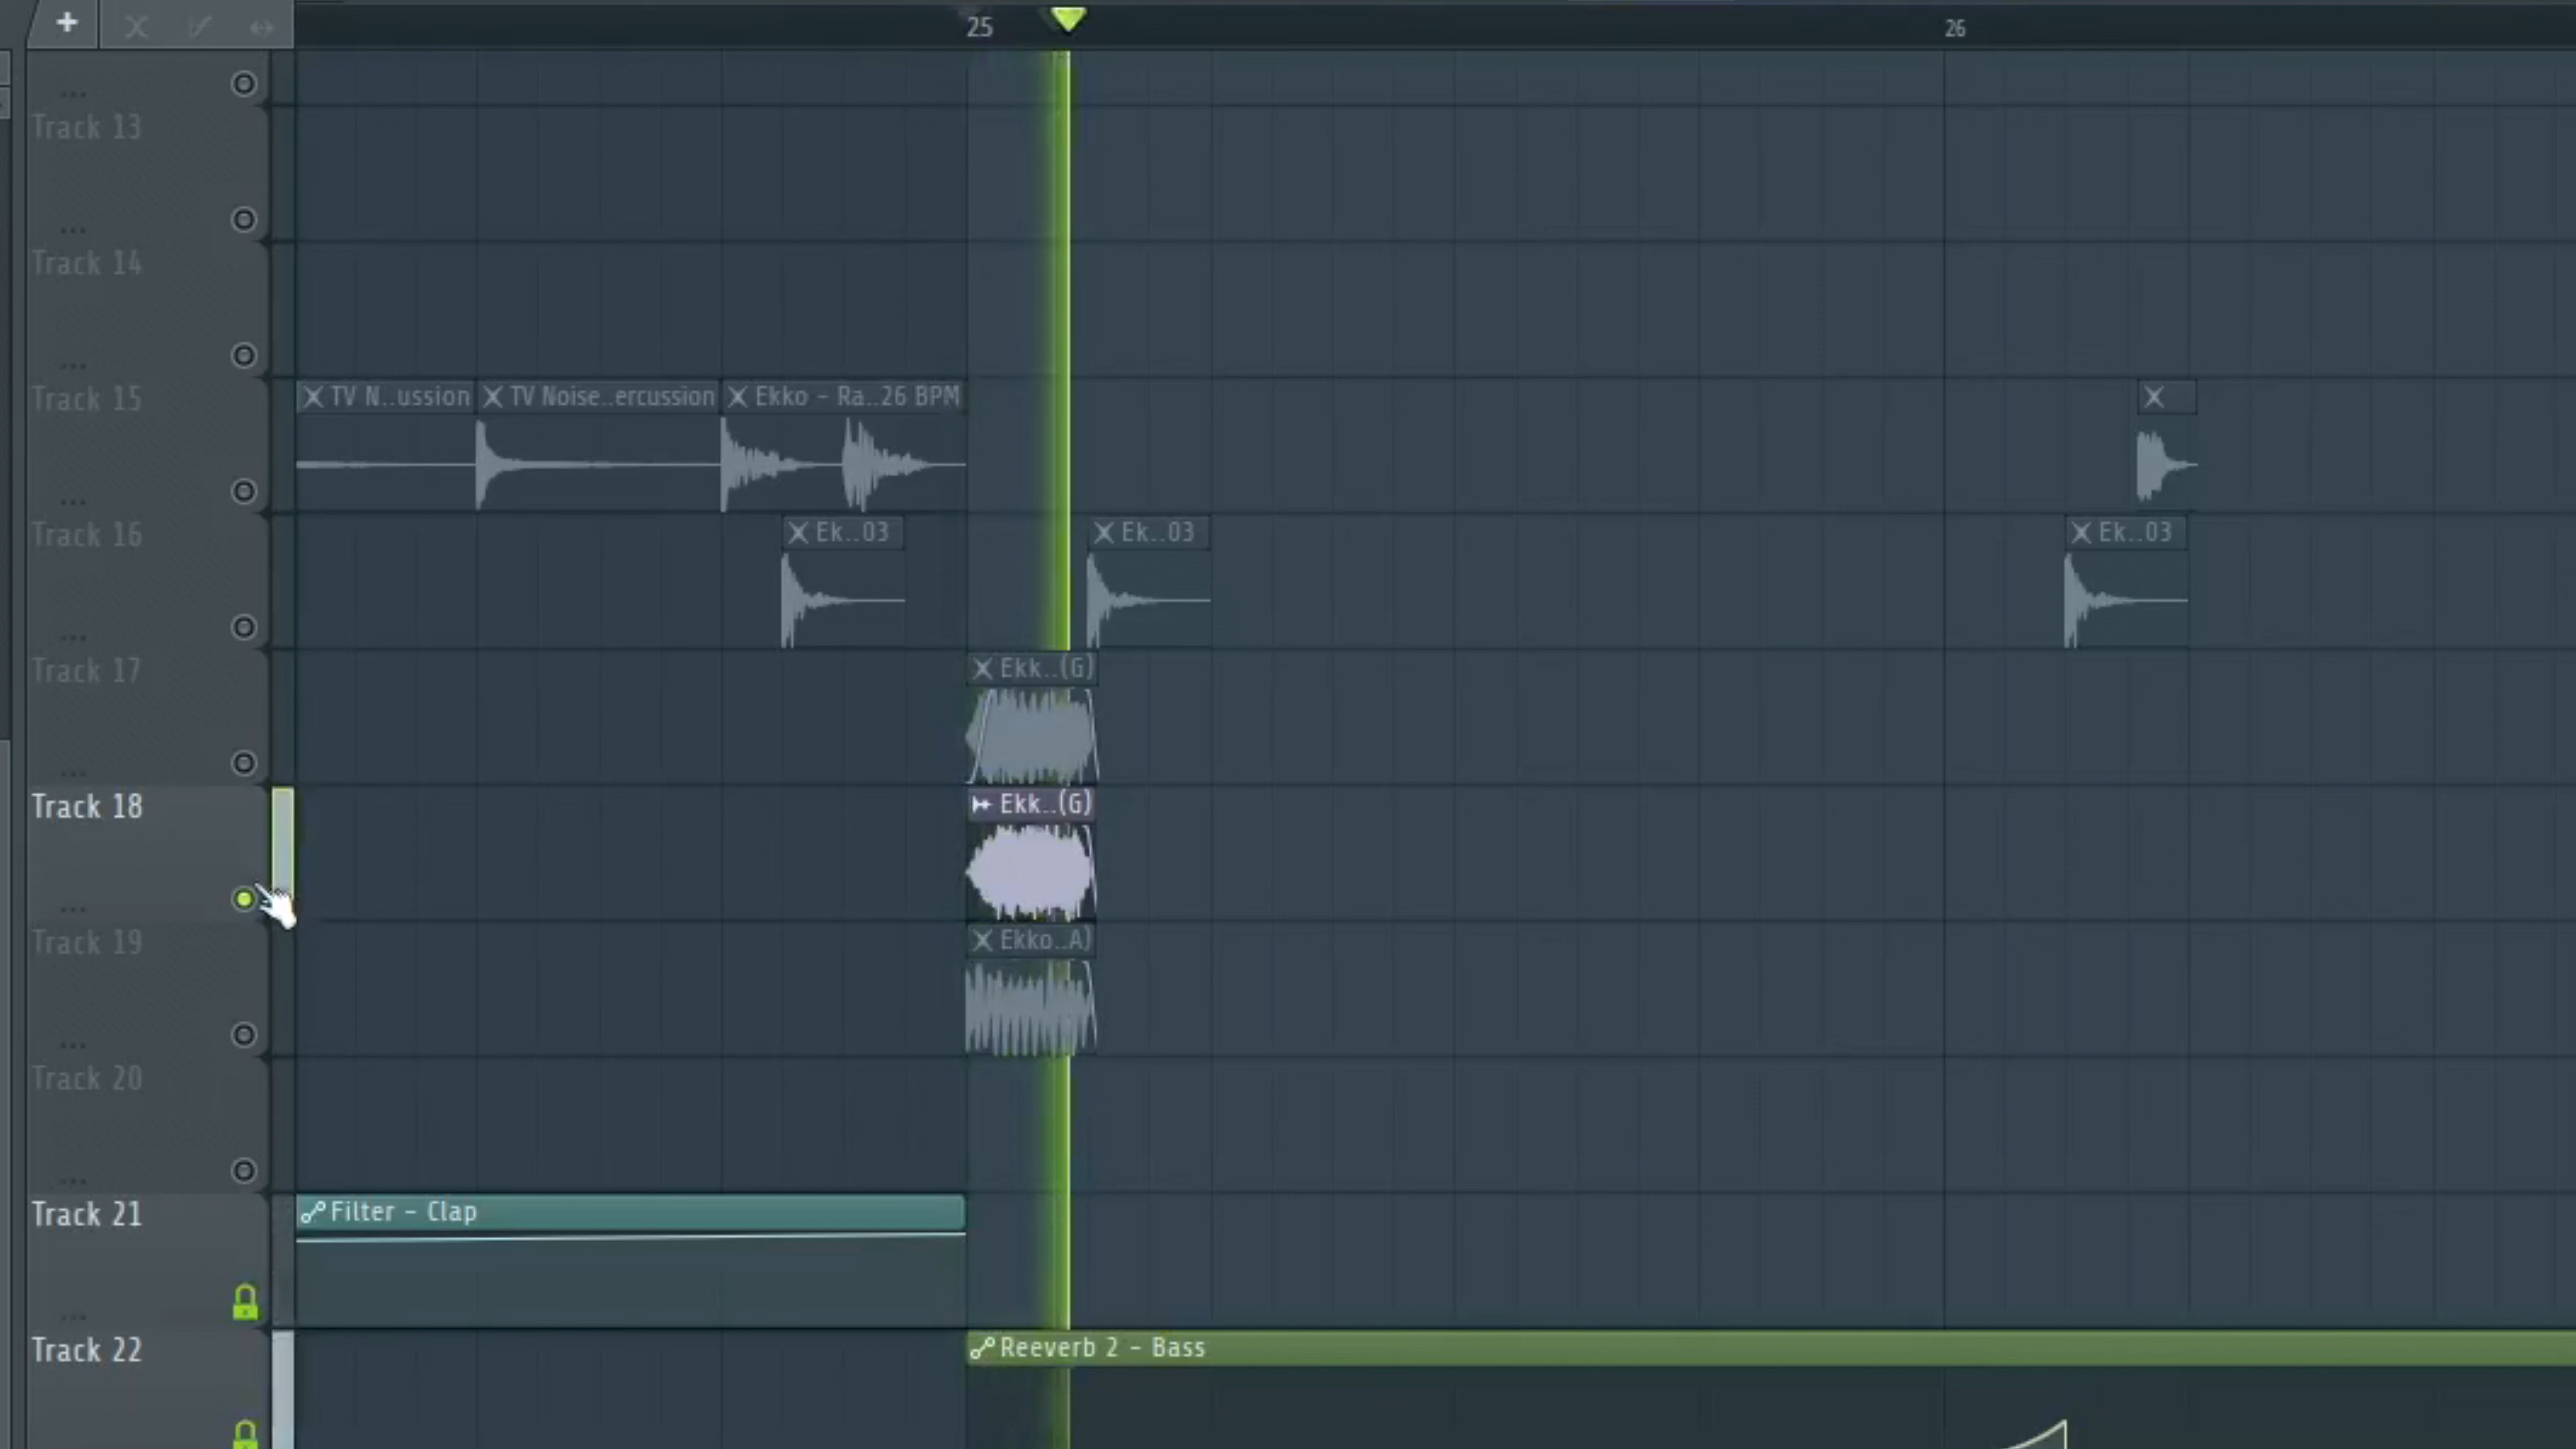 25
26
Track 13
Track 14
Track 15
TV N..ussion
TV Noise..ercussion
Ekko - Ra..26 BPM
Track 16
Ek..03
Ek..03
Ek..03
Track 17
Ekk..(G)
Track 18
Ekk..(G)
Track 19
Ekko..A)
Track 20
Track 21
Filter - Clap
Track 22
Reeverb 2 - Bass